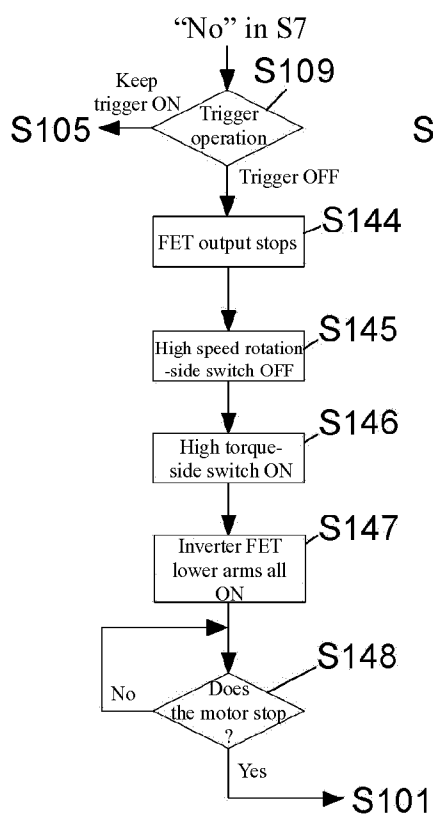 “No” in S7
S109
Keep
trigger ON
Trigger
operation
S105
S
Trigger OFF
S144
FET output stops
S145
High speed rotation
-side switch OFF
S146
High torque-
side switch ON
S147
Inverter FET
lower arms all
ON
S148
Does
the motor stop
?
No
Yes
S101